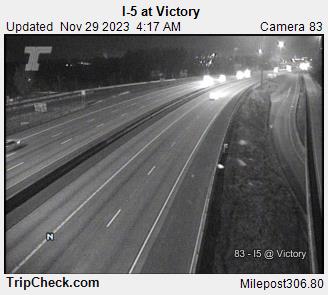 I-5 at Victory
Updated Nov 29 2023 4:17 AM Camera 83
N
83 - I5 @ Victory
TripCheck.com Milepost306.80